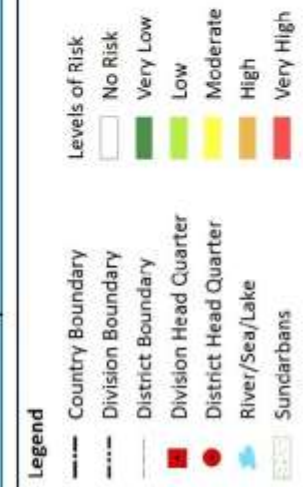 Legend
Country Boundary
Division Boundary
District Boundary
Division Head Quarter
District Head Quarter
River/Sea/Lake
Sundarbans
Levels of Risk
No Risk
Very Low
Low
Moderate
High
Very High